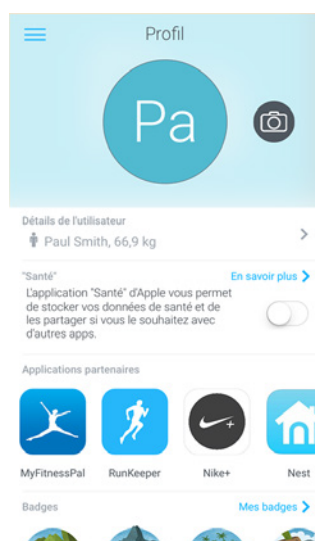 Profil
Pa
Détails de l'utilisateur
Paul Smith, 66,9 kg
"Santé" En savoir plus
L'application "Santé" d'Apple vous permet
de stocker vos données de santé et de
les partager si vous le souhaitez avec
d'autres apps.
Applications partenaires
MyFitnessPal RunKeeper Nike+ Nest
Badges Mes badges